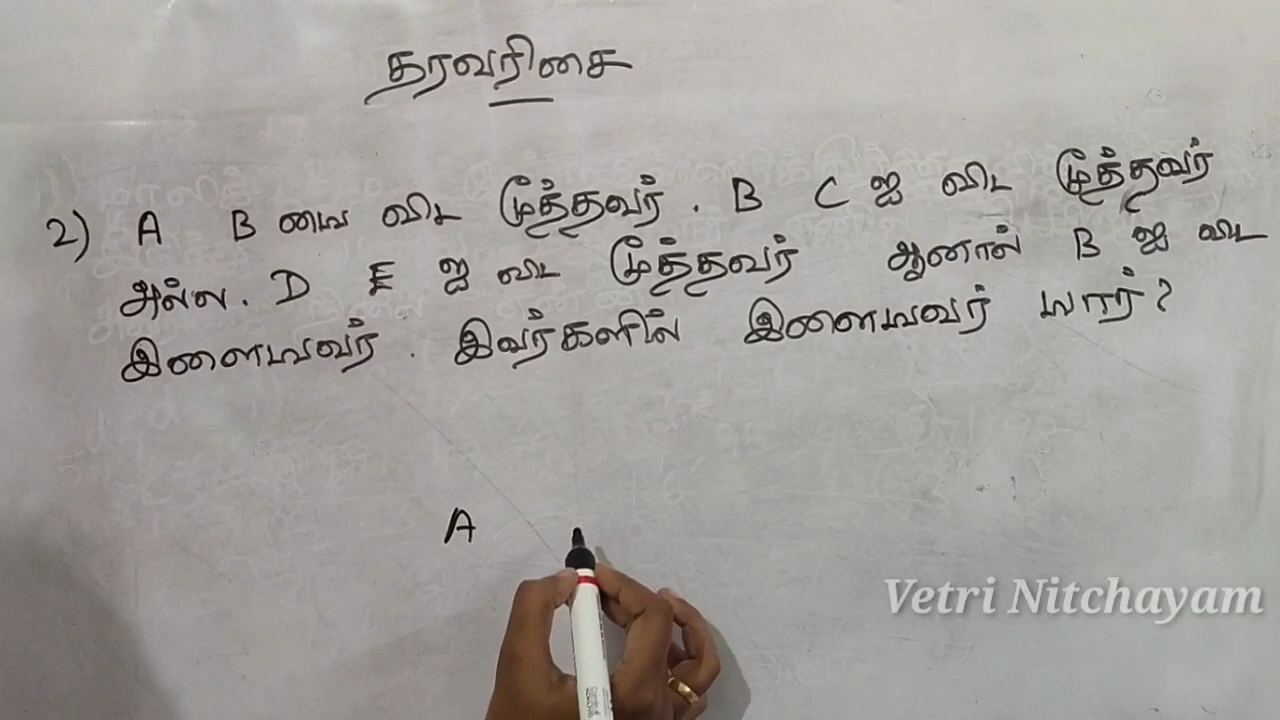 தரவரிசை
2) A B யை விட மூத்தவர். B C ஐ விட மூத்தவர்
அல்ல. D E ஐ விட மூத்தவர் ஆனால் B ஐ விட
இளையவர். இவர்களில் இளையவர் யார்?
A
Vetri Nitchayam